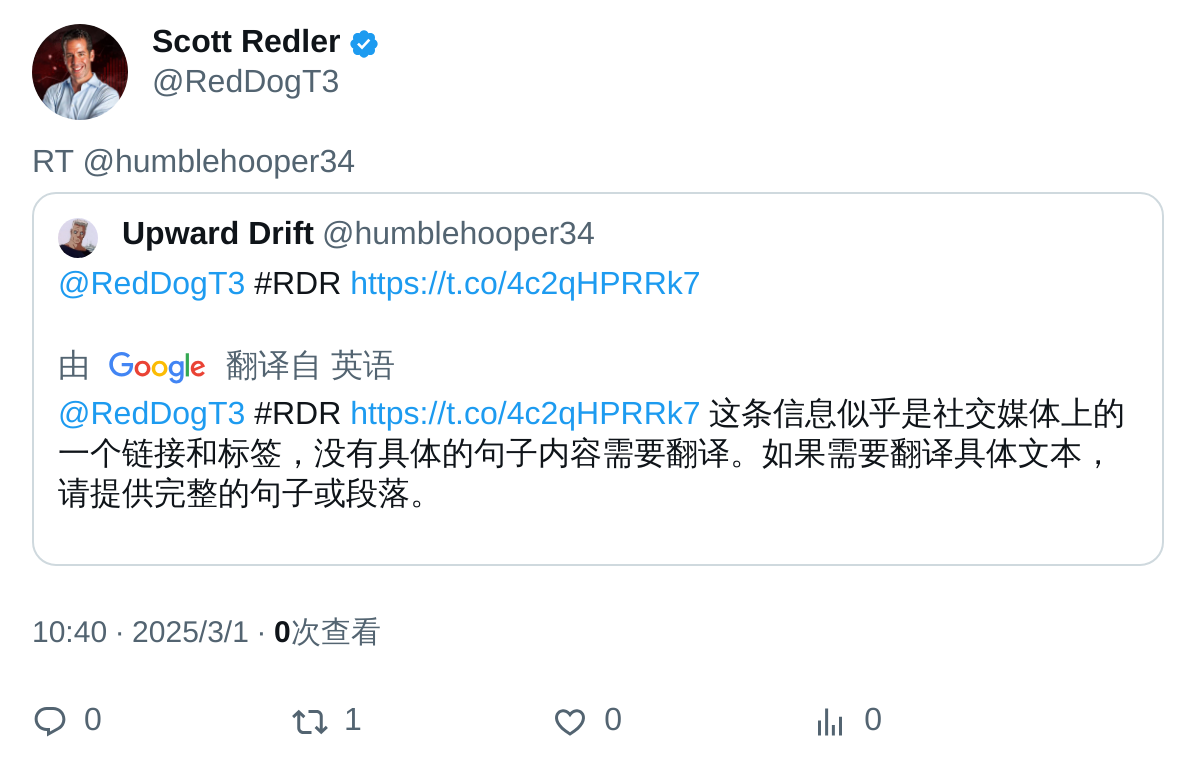 Scott Redler
@RedDogT3
RT @humblehooper34
Upward Drift @humblehooper34
@RedDogT3 #RDR https://t.co/4c2qHPRRk7
由 Google 翻译自 英语
@RedDogT3 #RDR https://t.co/4c2qHPRRk7 这条信息似乎是社交媒体上的
一个链接和标签，没有具体的句子内容需要翻译。如果需要翻译具体文本，
请提供完整的句子或段落。
10:40 · 2025/3/1 · 0次查看
0 1 0 0